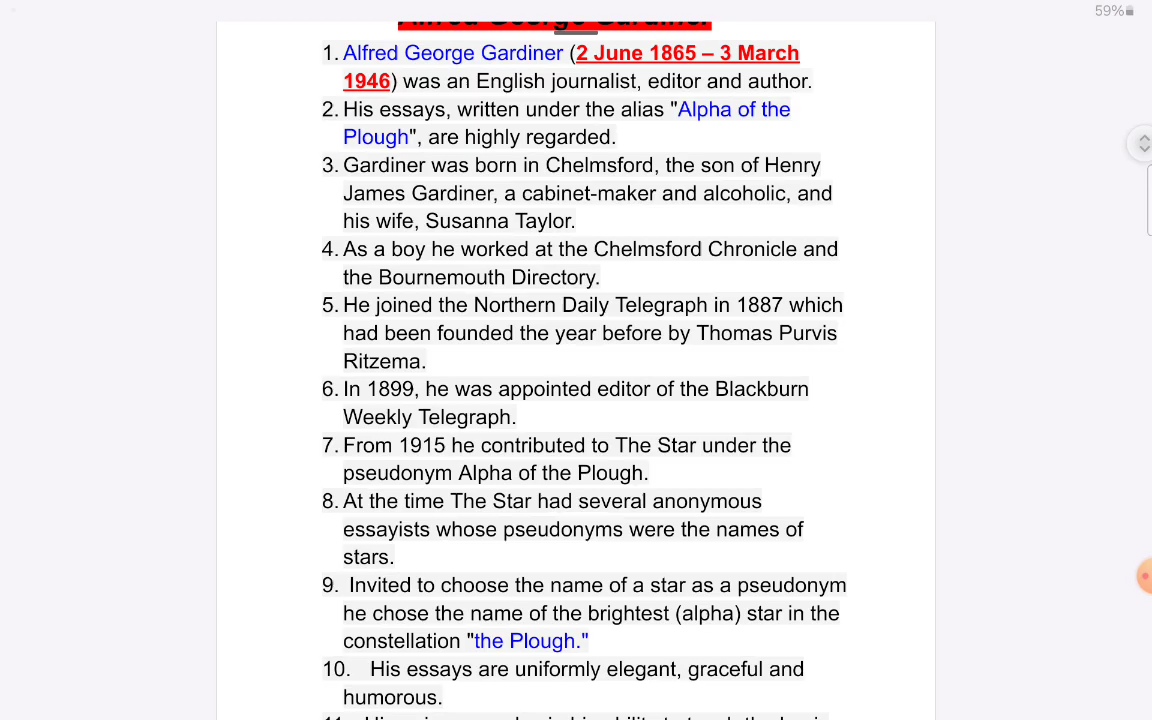 59%
Alfred George Gardiner
1. Alfred George Gardiner (2 June 1865 – 3 March
1946) was an English journalist, editor and author.
2. His essays, written under the alias "Alpha of the
Plough", are highly regarded.
3. Gardiner was born in Chelmsford, the son of Henry
James Gardiner, a cabinet-maker and alcoholic, and
his wife, Susanna Taylor.
4. As a boy he worked at the Chelmsford Chronicle and
the Bournemouth Directory.
5. He joined the Northern Daily Telegraph in 1887 which
had been founded the year before by Thomas Purvis
Ritzema.
6. In 1899, he was appointed editor of the Blackburn
Weekly Telegraph.
7. From 1915 he contributed to The Star under the
pseudonym Alpha of the Plough.
8. At the time The Star had several anonymous
essayists whose pseudonyms were the names of
stars.
9. Invited to choose the name of a star as a pseudonym
he chose the name of the brightest (alpha) star in the
constellation "the Plough."
10. His essays are uniformly elegant, graceful and
humorous.